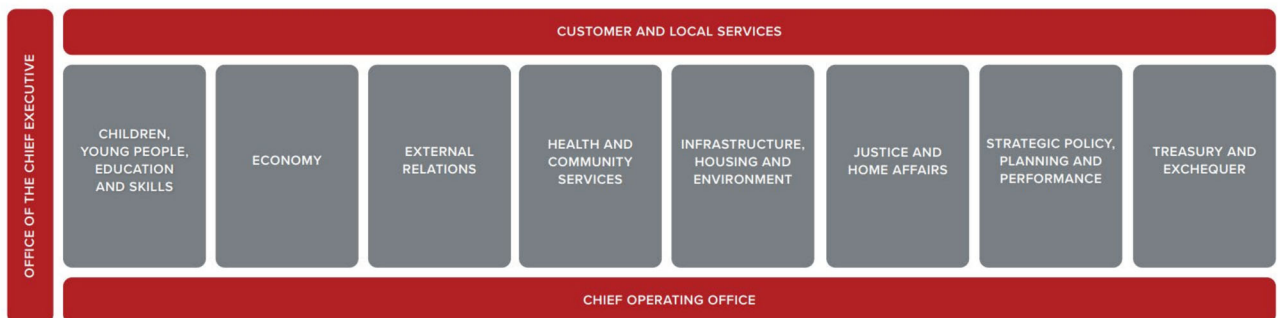 OFFICE OF THE CHIEF EXECUTIVE
CUSTOMER AND LOCAL SERVICES
CHILDREN,
YOUNG PEOPLE,
EDUCATION
AND SKILLS
ECONOMY
EXTERNAL
RELATIONS
HEALTH AND
COMMUNITY
SERVICES
INFRASTRUCTURE,
HOUSING AND
ENVIRONMENT
JUSTICE AND
HOME AFFAIRS
STRATEGIC POLICY,
PLANNING AND
PERFORMANCE
TREASURY AND
EXCHEQUER
CHIEF OPERATING OFFICE